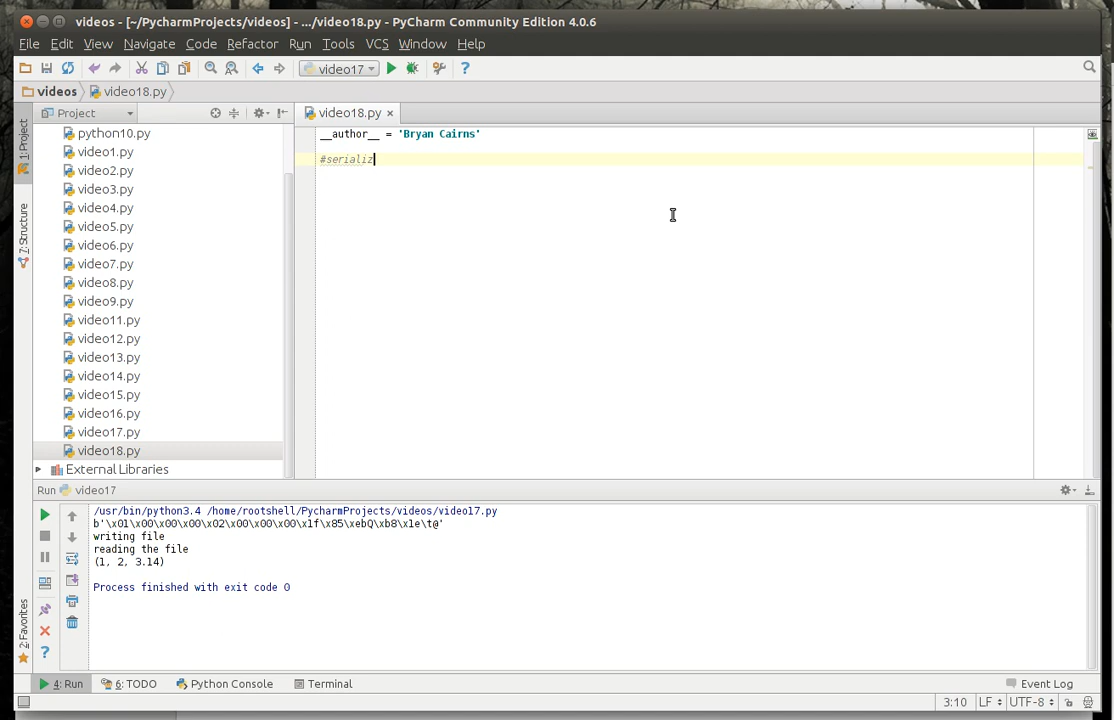 videos - [~/PycharmProjects/videos] - .../video18.py - PyCharm Community Edition 4.0.6
File Edit View Navigate Code Refactor Run Tools VCS Window Help
video17
videos video18.py
Project
video18.py ×
1: Project
7: Structure
2: Favorites
python10.py
video1.py
video2.py
video3.py
video4.py
video5.py
video6.py
video7.py
video8.py
video9.py
video11.py
video12.py
video13.py
video14.py
video15.py
video16.py
video17.py
video18.py
External Libraries
__author__ = 'Bryan Cairns'
#serializ
Run video17
/usr/bin/python3.4 /home/rootshell/PycharmProjects/videos/video17.py
b'\x01\x00\x00\x00\x02\x00\x00\x00\x1f\x85\xebQ\xb8\x1e\t@'
writing file
reading the file
(1, 2, 3.14)
Process finished with exit code 0
4: Run 6: TODO Python Console Terminal Event Log
3:10 LF UTF-8